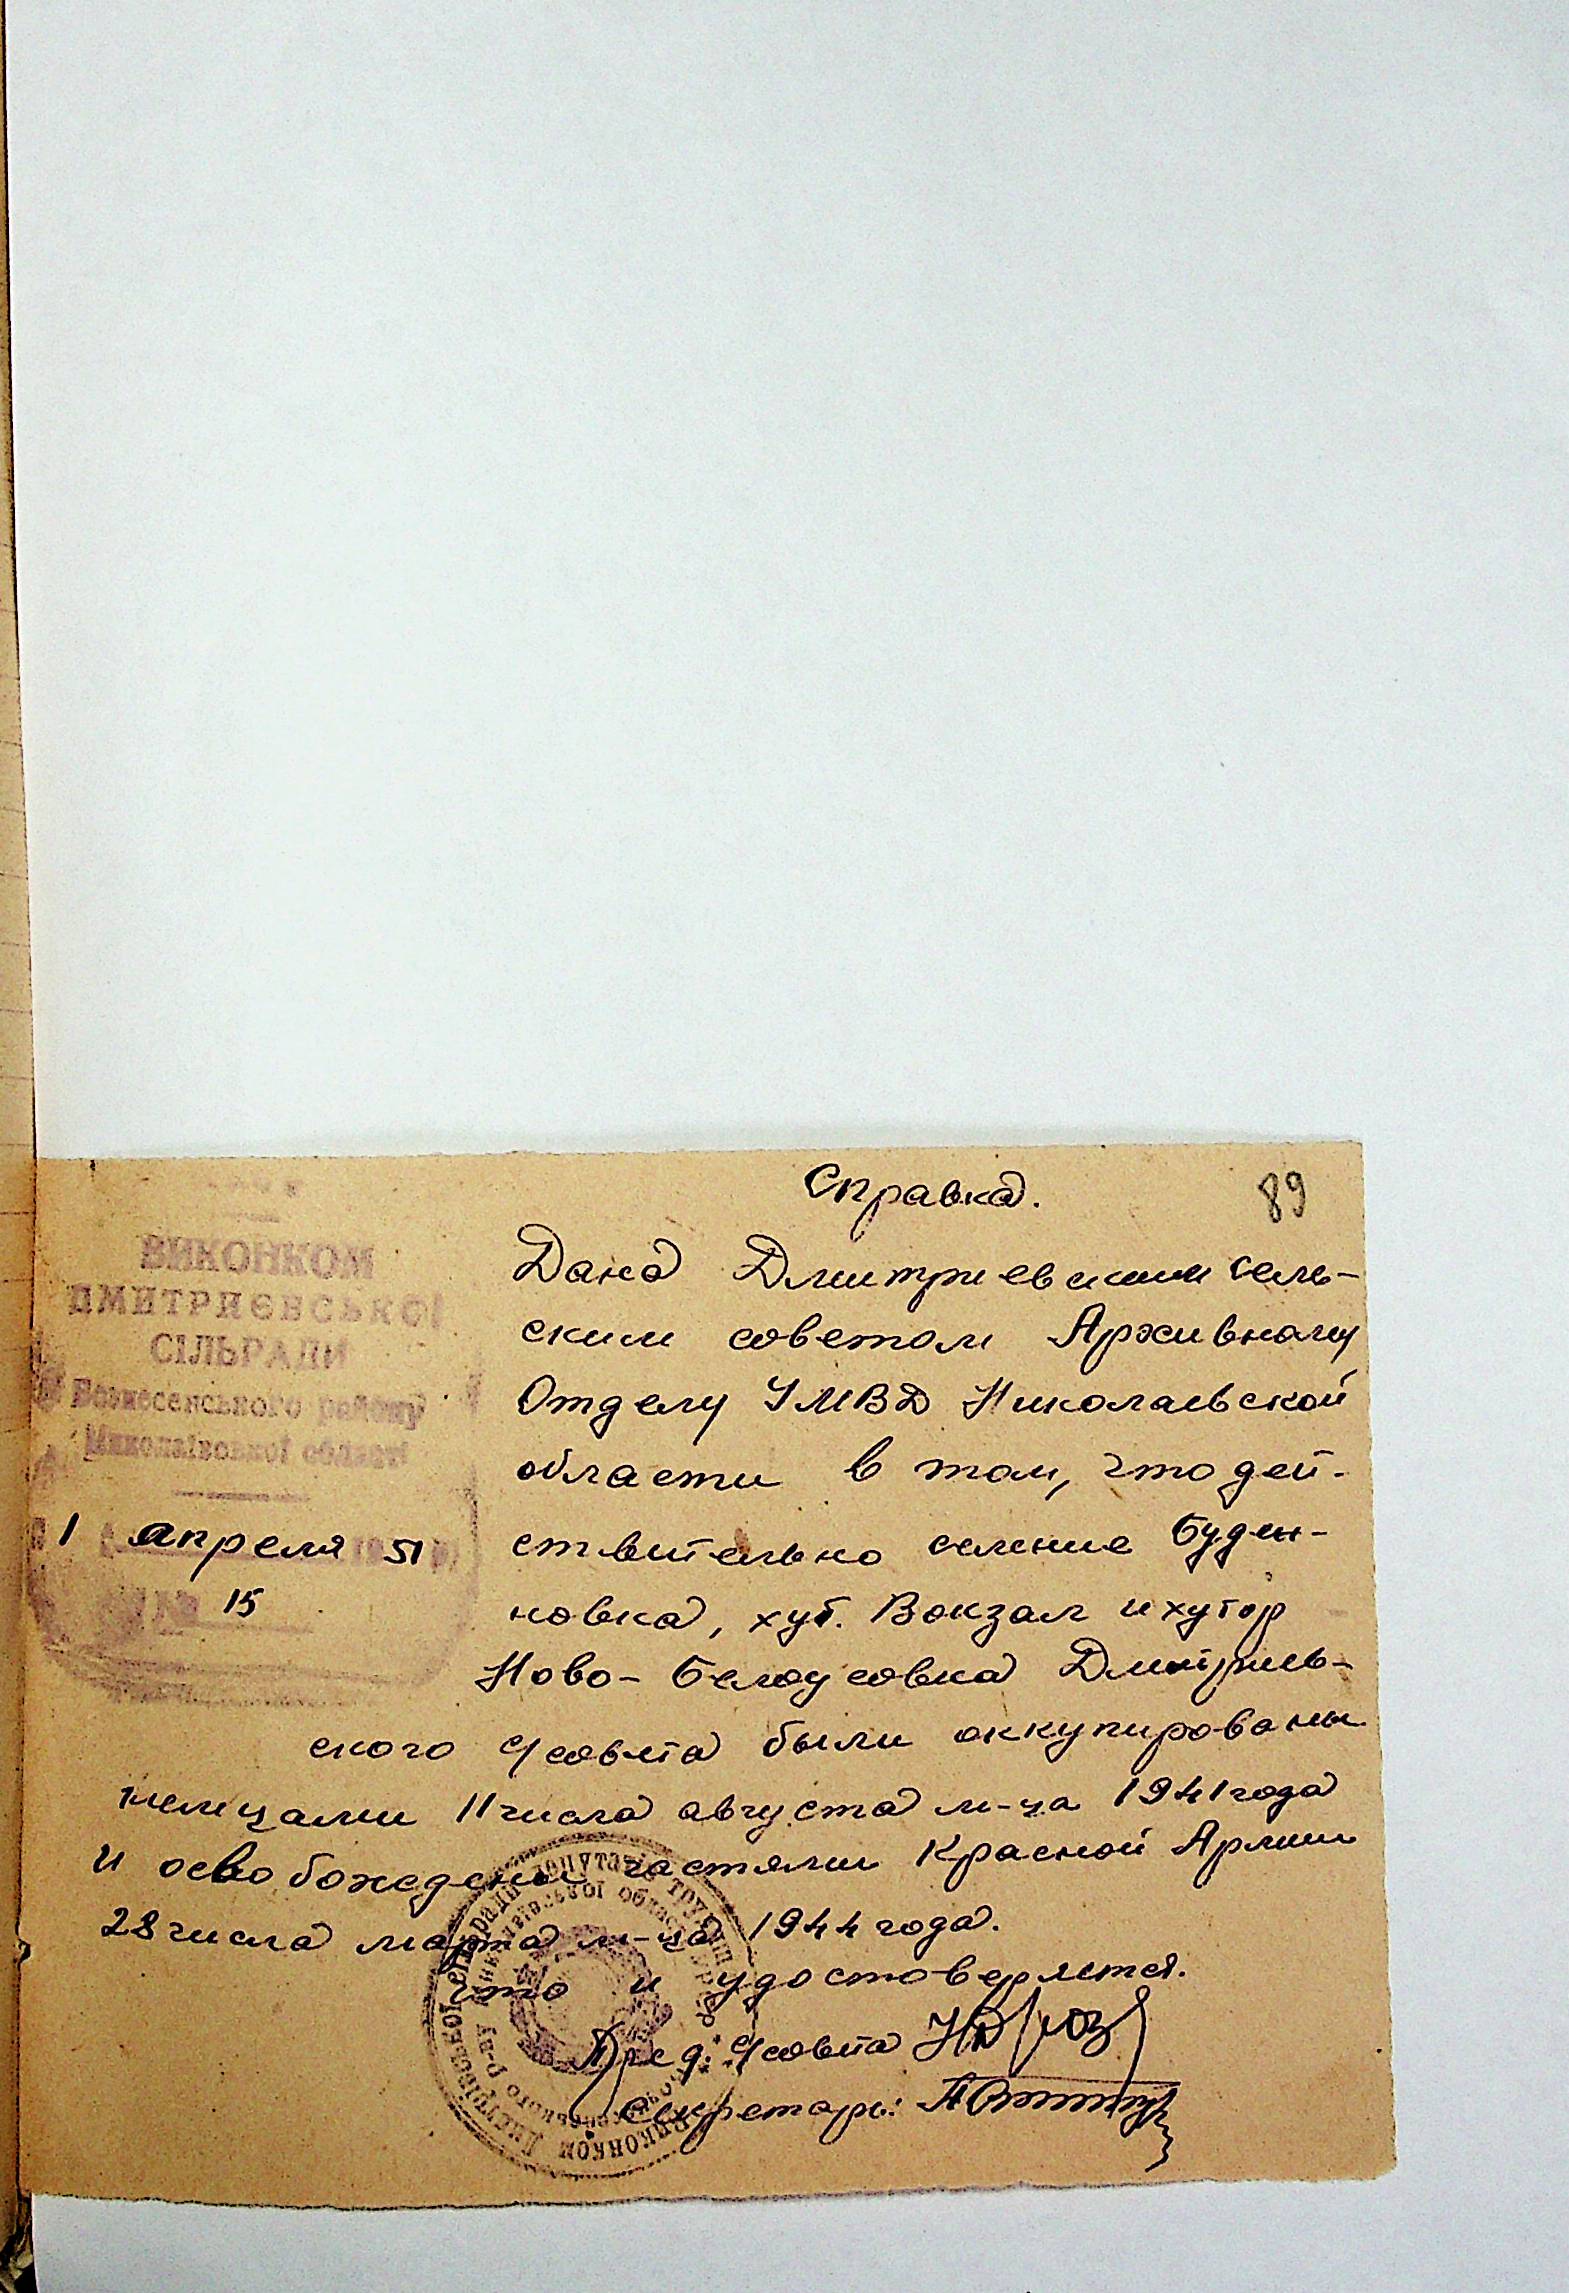 Справка.
89
ВИКОНКОМ
ДМИТРИЄВСЬКОЇ
СІЛЬРАДИ
Вознесенського району
Миколаївської області
1 апреля 51
№ 15
Дана Дмитриевским сель-
ским советом Архивному
Отделу УМВД Николаевской
области в том, что дей-
ствительно селение Буден-
новка, хут. Вокзал и хутор
Ново-Белоусовка Дмитриев-
ского с/совета были оккупированы
немцами 11 числа августа м-ца 1941 года
и освобождены частями Красной Армии
28 числа марта м-ца 1944 года.
что и удостоверяется.
Пред. с/совета
Секретарь: